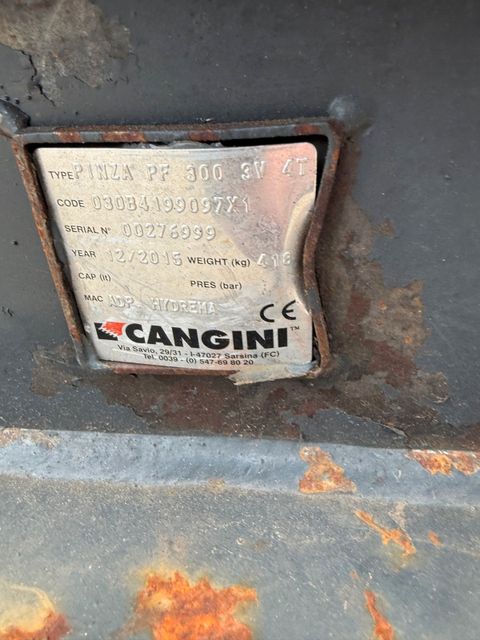 TYPE PINZA PF 300 3V 4T
CODE 030B4199097X1
SERIAL N° 00276999
YEAR 12/2015 WEIGHT (kg) 418
CAP (lt) PRES (bar)
MAC ADP. HYDREMA
CE
CANGINI™
Via Savio, 29/31 - I-47027 Sarsina (FC)
Tel. 0039 - (0) 547-69 80 20